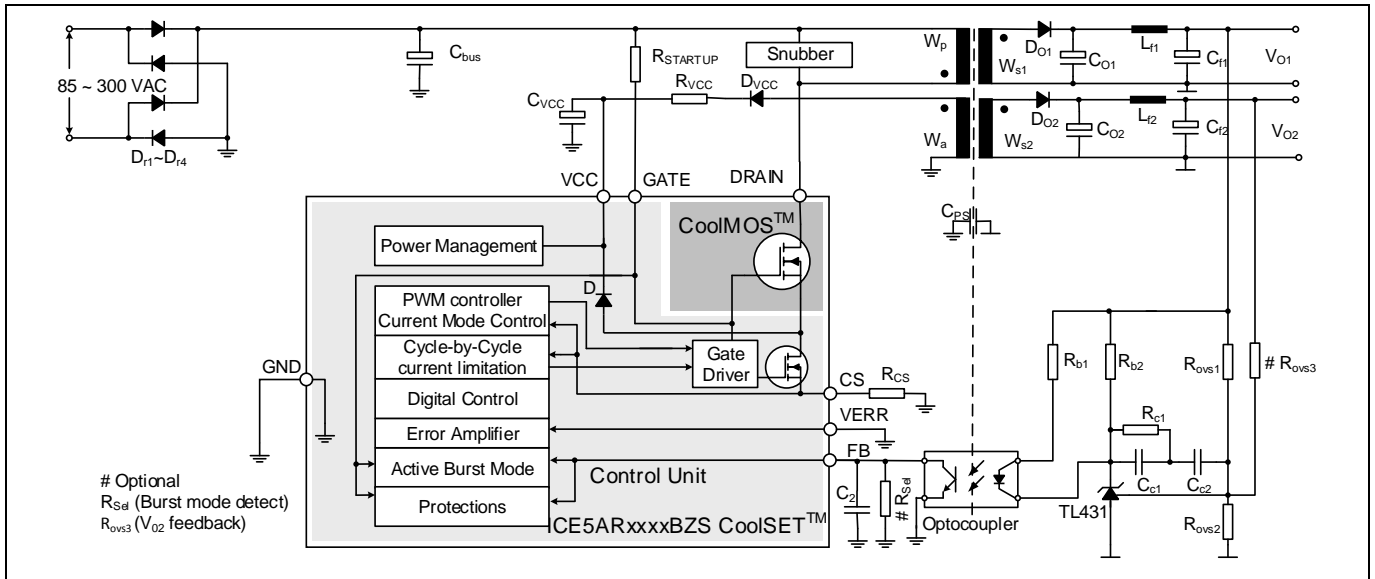 Cbus
RSTARTUP
Snubber
Wp
Ws1
DO1
CO1
Lf1
Cf1
VO1
85 ~ 300 VAC
Dr1~Dr4
CVCC
RVCC
DVCC
Wa
Ws2
DO2
CO2
Lf2
Cf2
VO2
VCC
GATE
DRAIN
CPS
CoolMOS™
Power Management
D
PWM controller
Current Mode Control
Cycle-by-Cycle
current limitation
Digital Control
Error Amplifier
Active Burst Mode
Protections
Gate
Driver
GND
CS
RCS
VERR
FB
Control Unit
ICE5ARxxxxBZS CoolSET™
C2
# RSel
Optocoupler
Rb1
Rb2
Rovs1
# Rovs3
Rc1
Cc1
Cc2
TL431
Rovs2
# Optional
RSel (Burst mode detect)
Rovs3 (V02 feedback)